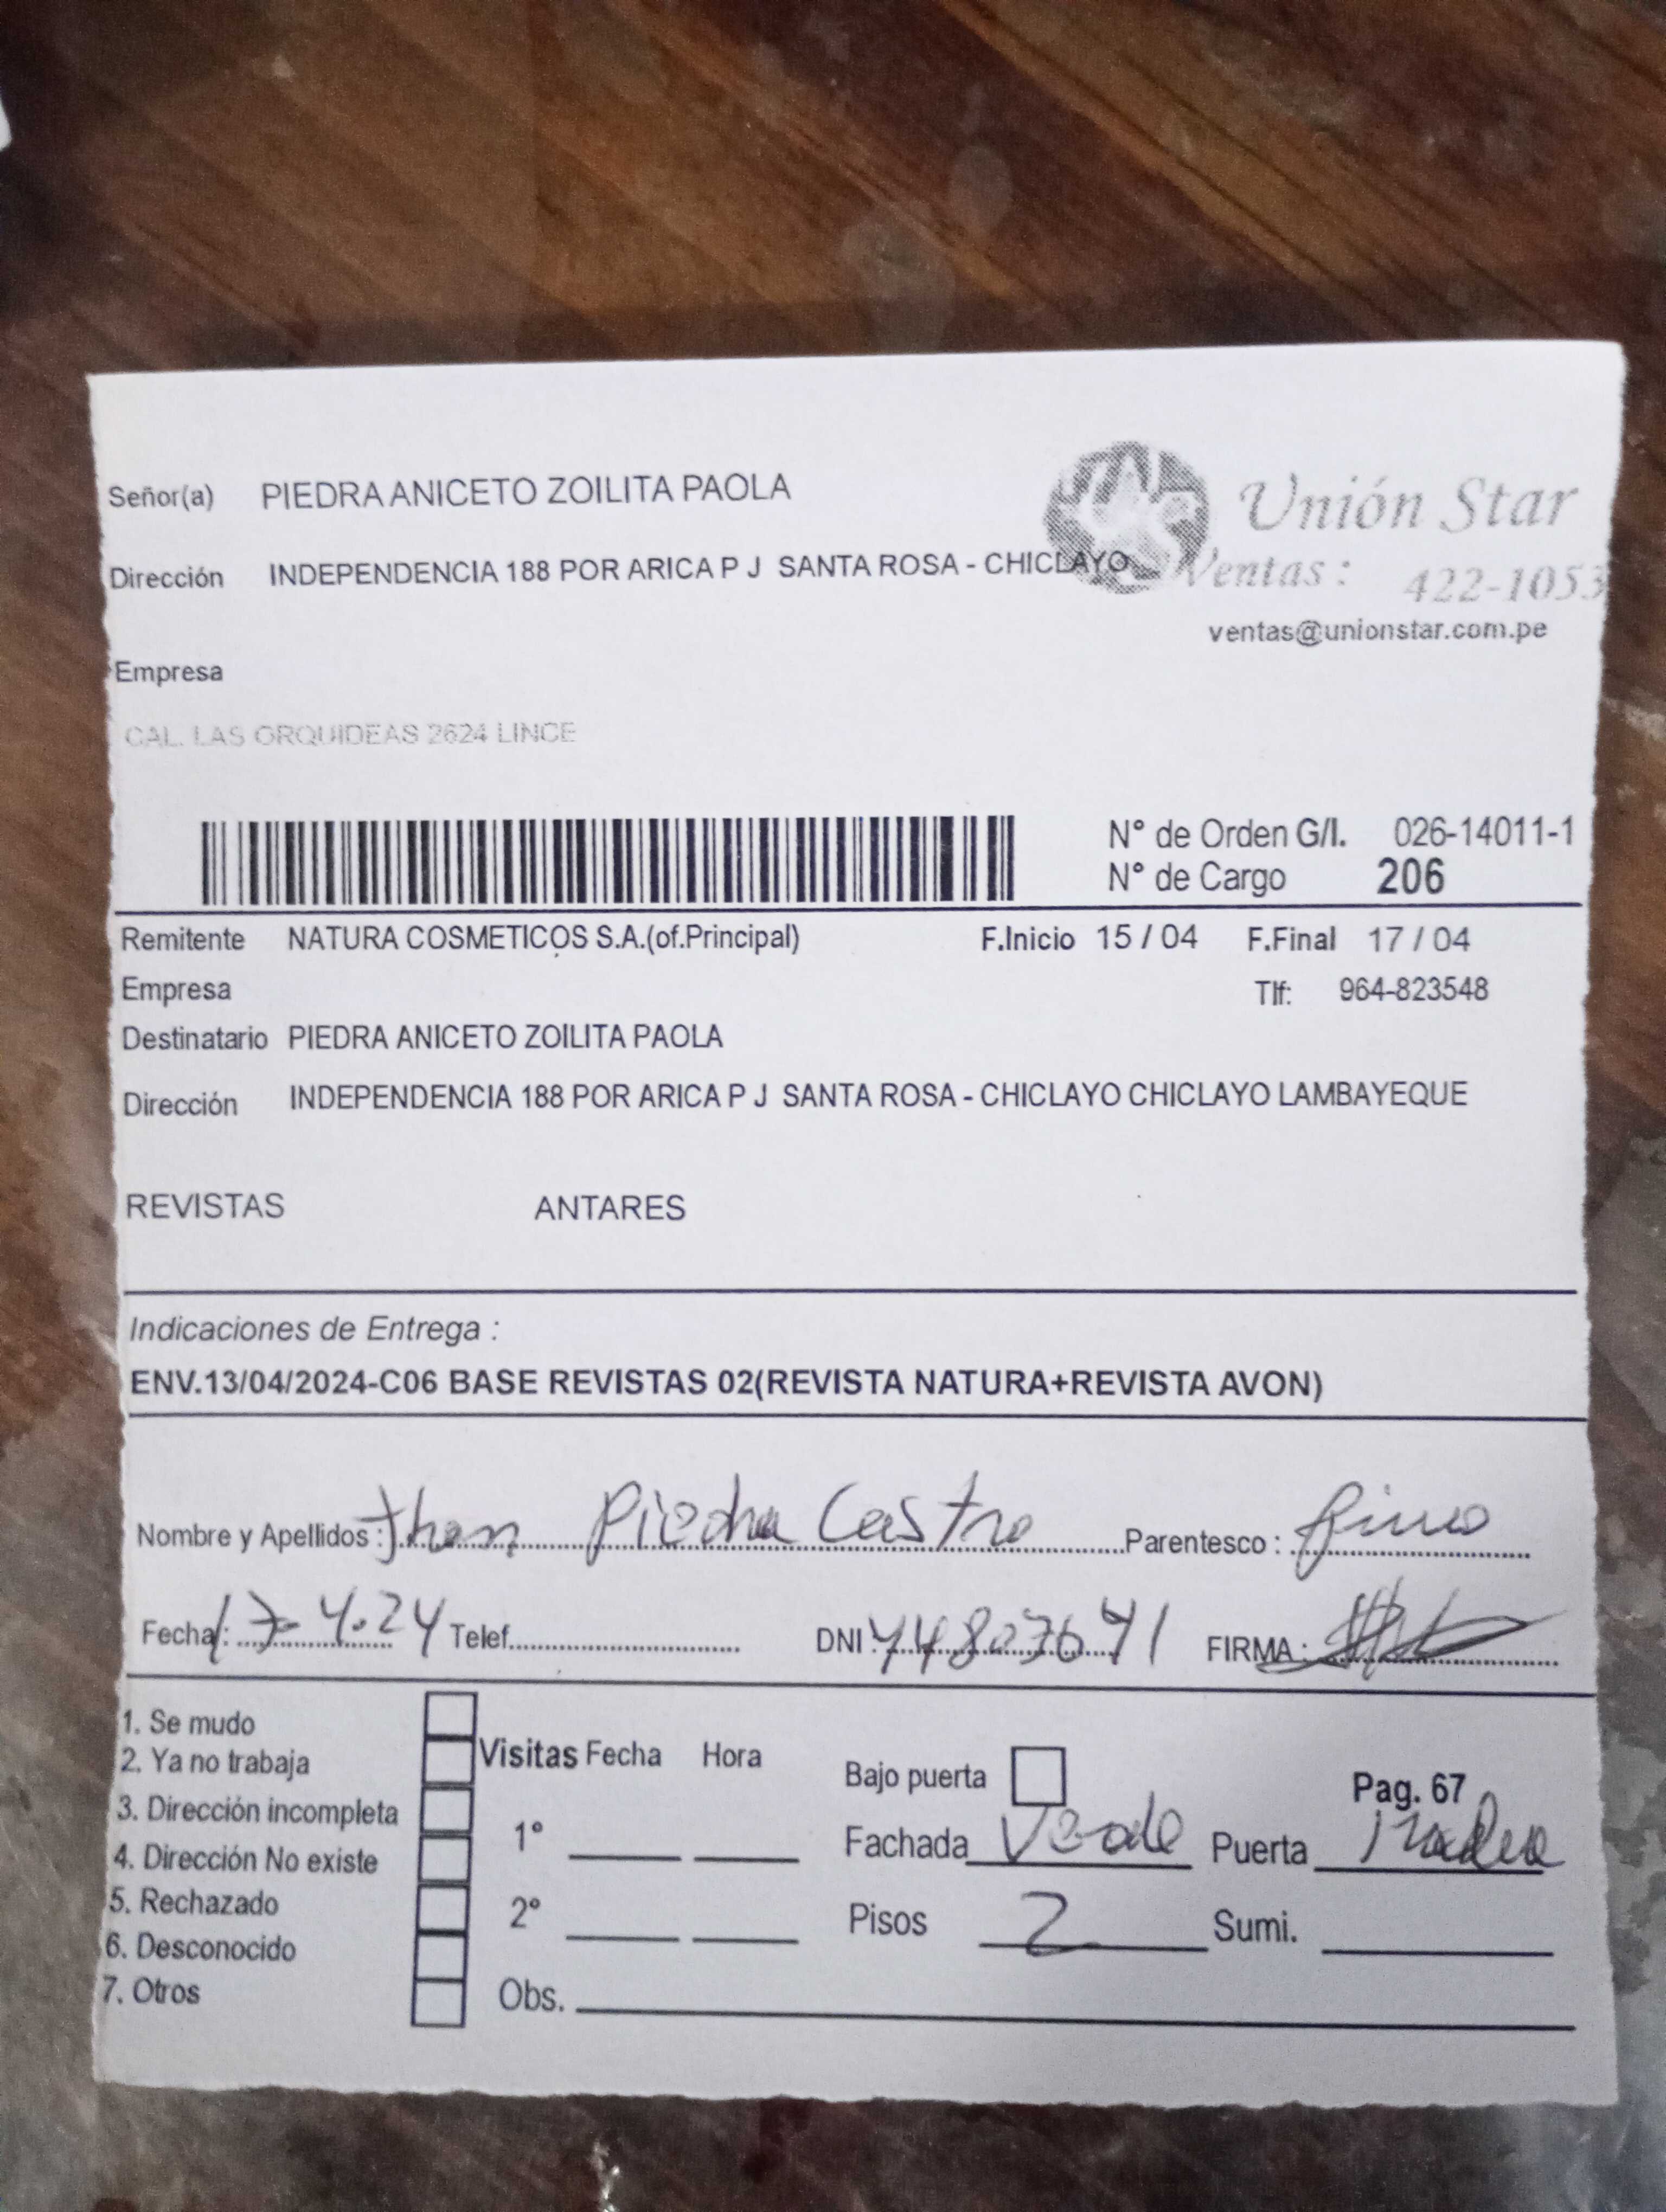 Señor(a) PIEDRA ANICETO ZOILITA PAOLA
Unión Star
Dirección INDEPENDENCIA 188 POR ARICA P J SANTA ROSA - CHICLAYO
Ventas: 422-1053
ventas@unionstar.com.pe
Empresa
CAL. LAS ORQUIDEAS 2624 LINCE
N° de Orden G/I. 026-14011-1
N° de Cargo 206
Remitente NATURA COSMETICOS S.A.(of.Principal) F.Inicio 15 / 04 F.Final 17 / 04
Empresa Tlf: 964-823548
Destinatario PIEDRA ANICETO ZOILITA PAOLA
Dirección INDEPENDENCIA 188 POR ARICA P J SANTA ROSA - CHICLAYO CHICLAYO LAMBAYEQUE
REVISTAS ANTARES
Indicaciones de Entrega :
ENV.13/04/2024-C06 BASE REVISTAS 02(REVISTA NATURA+REVISTA AVON)
Nombre y Apellidos : Jhon Piedra Castro Parentesco : Primo
Fecha: 17-4.24 Telef. DNI : FIRMA :
1. Se mudo
2. Ya no trabaja Visitas Fecha Hora Bajo puerta Pag. 67
3. Dirección incompleta
4. Dirección No existe 1° Fachada Verde Puerta
5. Rechazado 2° Pisos 2 Sumi.
6. Desconocido
7. Otros Obs.